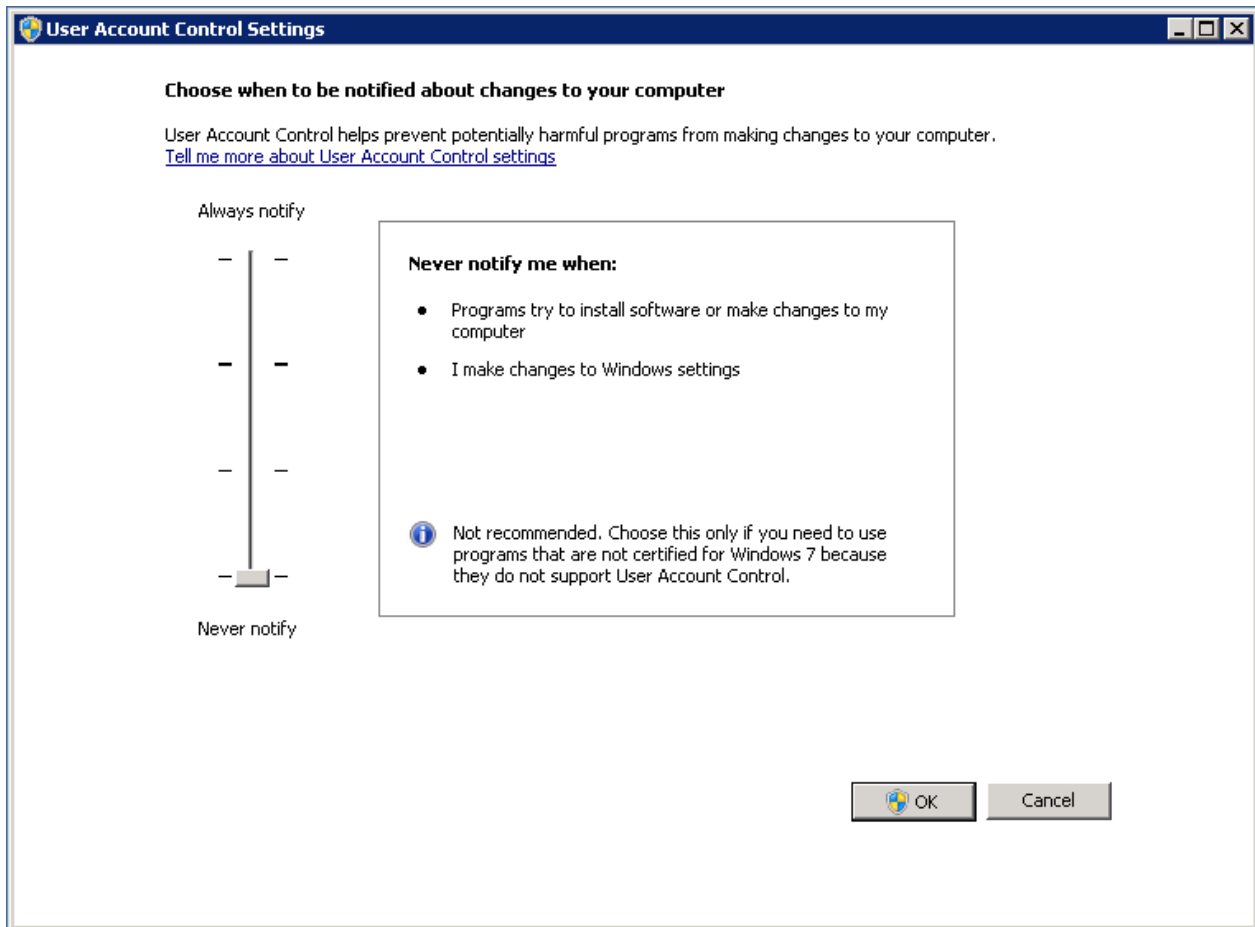 User Account Control Settings
Choose when to be notified about changes to your computer
User Account Control helps prevent potentially harmful programs from making changes to your computer.
Tell me more about User Account Control settings
Always notify
Never notify me when:
● Programs try to install software or make changes to my
computer
● I make changes to Windows settings
Not recommended. Choose this only if you need to use
programs that are not certified for Windows 7 because
they do not support User Account Control.
Never notify
OK
Cancel